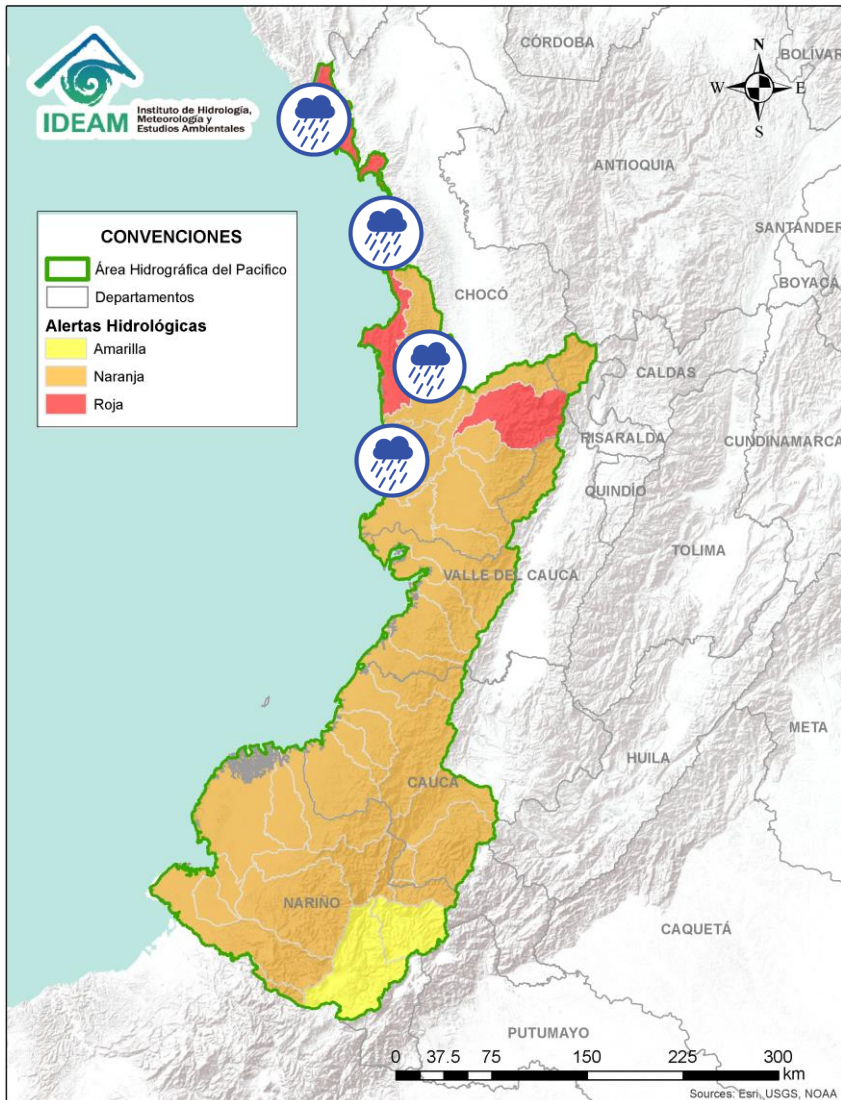 CÓRDOBA
BOLÍVAR
N
W
E
S
IDEAM
Instituto de Hidrología,
Meteorología y
Estudios Ambientales
ANTIOQUIA
SANTANDER
BOYACÁ
CONVENCIONES
Área Hidrográfica del Pacifico
Departamentos
Alertas Hidrológicas
Amarilla
Naranja
Roja
CHOCÓ
CALDAS
RISARALDA
CUNDINAMARCA
QUINDÍO
TOLIMA
VALLE DEL CAUCA
META
HUILA
CAUCA
NARIÑO
CAQUETÁ
PUTUMAYO
0 37.5 75 150 225 300
km
Sources: Esri, USGS, NOAA